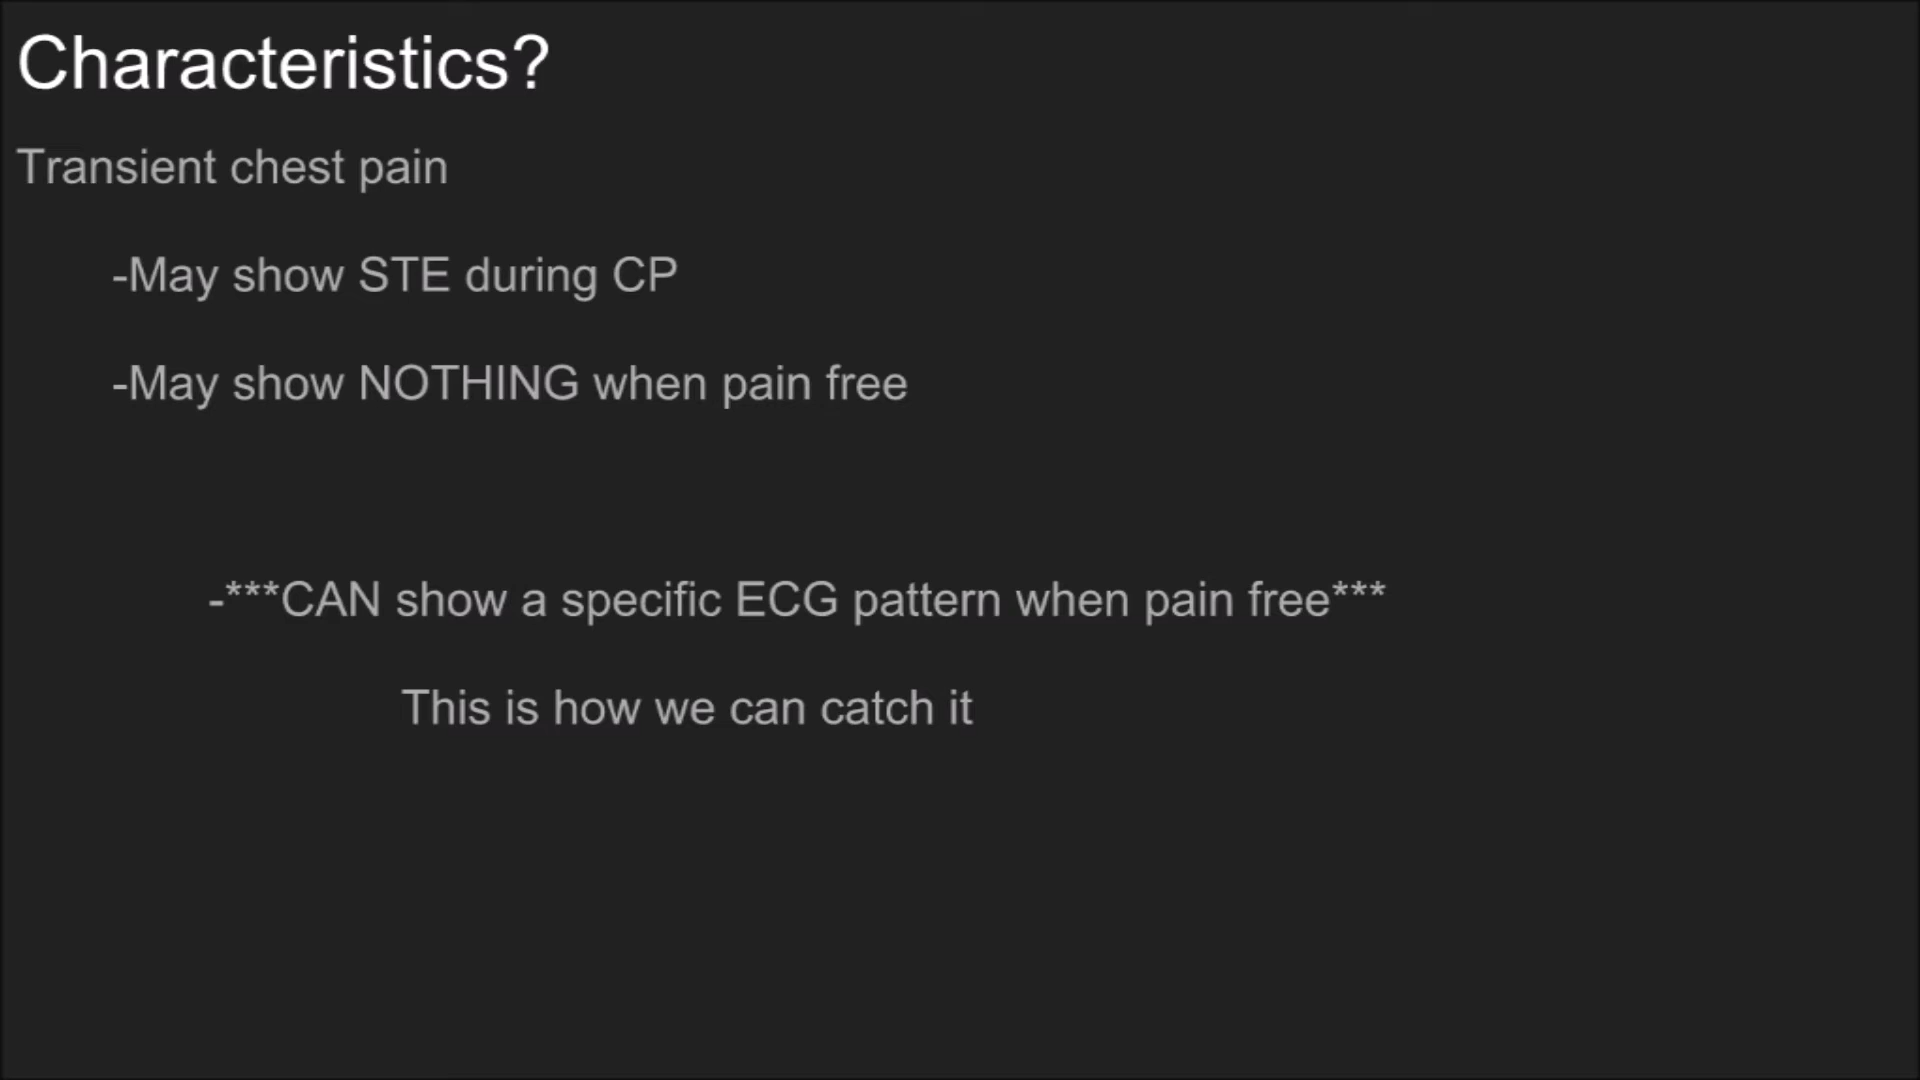 Characteristics?
Transient chest pain
-May show STE during CP
-May show NOTHING when pain free
-***CAN show a specific ECG pattern when pain free***
This is how we can catch it